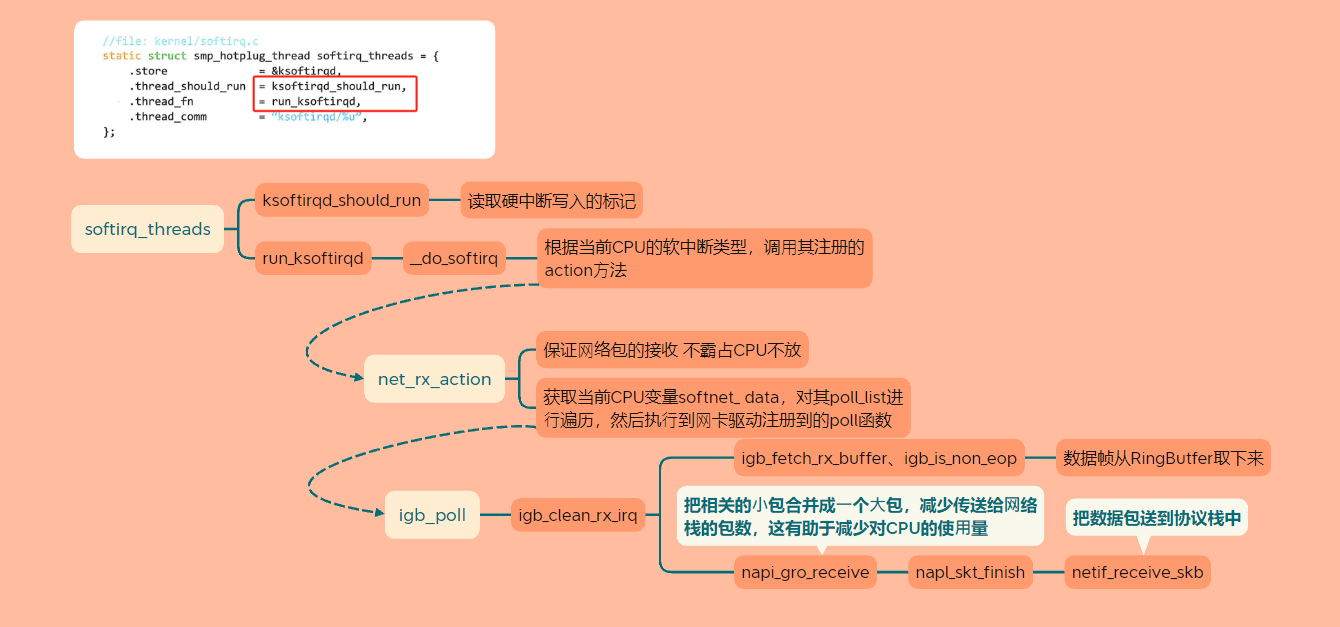 //file: kernel/softirq.c
static struct smp_hotplug_thread softirq_threads = {
.store = &ksoftirqd,
.thread_should_run = ksoftirqd_should_run,
.thread_fn = run_ksoftirqd,
.thread_comm = "ksoftirqd/%u",
};
softirq_threads
ksoftirqd_should_run
读取硬中断写入的标记
run_ksoftirqd
__do_softirq
根据当前CPU的软中断类型，调用其注册的
action方法
net_rx_action
保证网络包的接收 不霸占CPU不放
获取当前CPU变量softnet_ data，对其poll_list进
行遍历，然后执行到网卡驱动注册到的poll函数
igb_poll
igb_clean_rx_irq
igb_fetch_rx_buffer、igb_is_non_eop
数据帧从RingButfer取下来
把相关的小包合并成一个大包，减少传送给网络
栈的包数，这有助于减少对CPU的使用量
napi_gro_receive
napl_skt_finish
把数据包送到协议栈中
netif_receive_skb